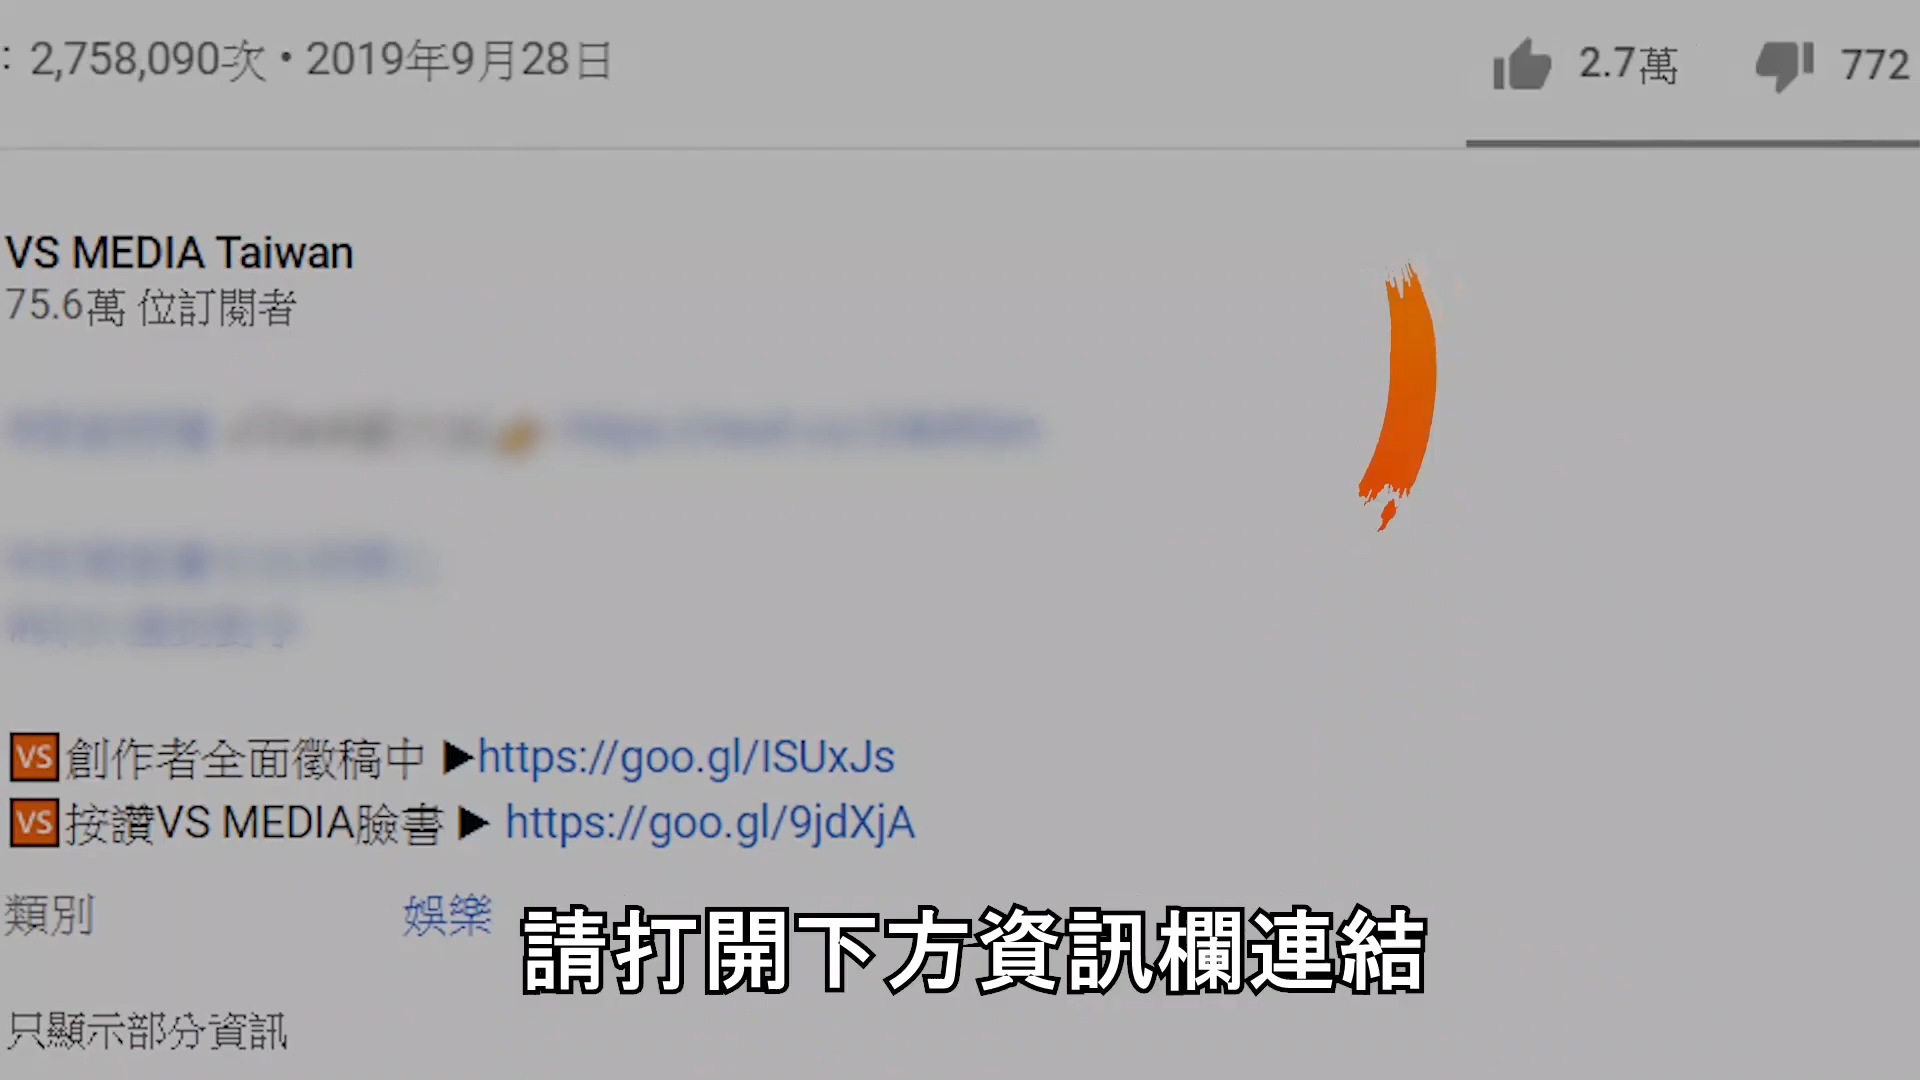 : 2,758,090次 • 2019年9月28日
2.7萬 772
VS MEDIA Taiwan
75.6萬 位訂閱者
VS 創作者全面徵稿中 ▶https://goo.gl/ISUxJs
VS 按讚VS MEDIA臉書 ▶ https://goo.gl/9jdXjA
類別 娛樂
請打開下方資訊欄連結
只顯示部分資訊